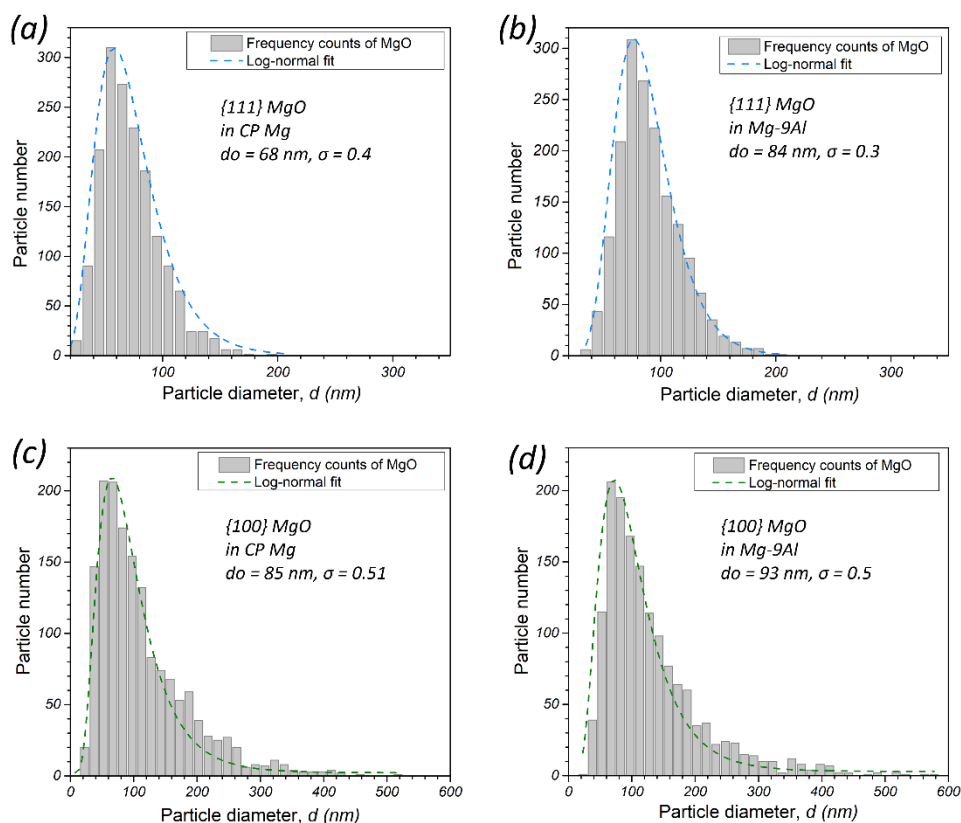 (a)
Frequency counts of MgO
Log-normal fit
{111} MgO
in CP Mg
do = 68 nm, σ = 0.4
Particle number
300
250
200
150
100
50
0
100
200
300
Particle diameter, d (nm)
(b)
Frequency counts of MgO
Log-normal fit
{111} MgO
in Mg-9Al
do = 84 nm, σ = 0.3
Particle number
300
250
200
150
100
50
0
100
200
300
Particle diameter, d (nm)
(c)
Frequency counts of MgO
Log-normal fit
{100} MgO
in CP Mg
do = 85 nm, σ = 0.51
Particle number
200
150
100
50
0
0
100
200
300
400
500
600
Particle diameter, d (nm)
(d)
Frequency counts of MgO
Log-normal fit
{100} MgO
in Mg-9Al
do = 93 nm, σ = 0.5
Particle number
200
150
100
50
0
0
100
200
300
400
500
600
Particle diameter, d (nm)